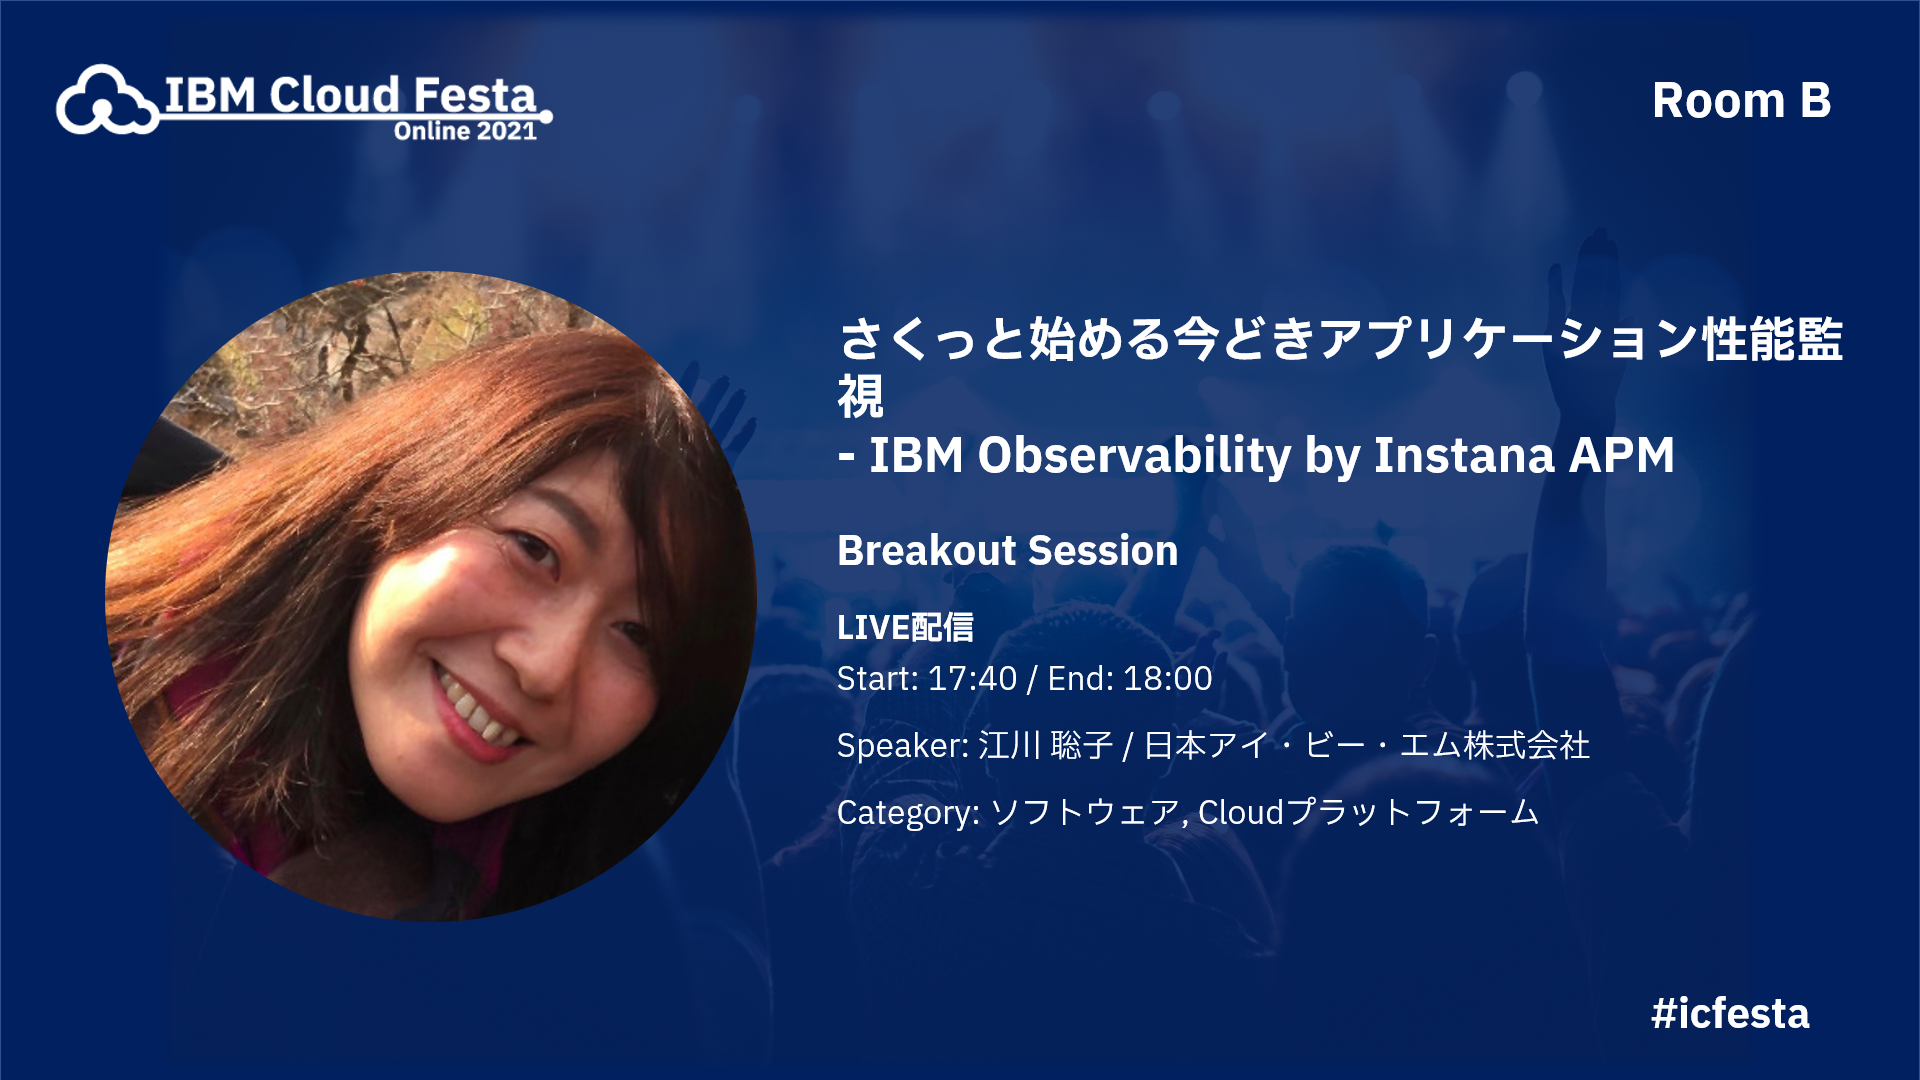 IBM Cloud Festa
Online 2021
Room B
さくっと始める今どきアプリケーション性能監
視
- IBM Observability by Instana APM
Breakout Session
LIVE配信
Start: 17:40 / End: 18:00
Speaker: 江川 聡子 / 日本アイ・ビー・エム株式会社
Category: ソフトウェア, Cloudプラットフォーム
#icfesta